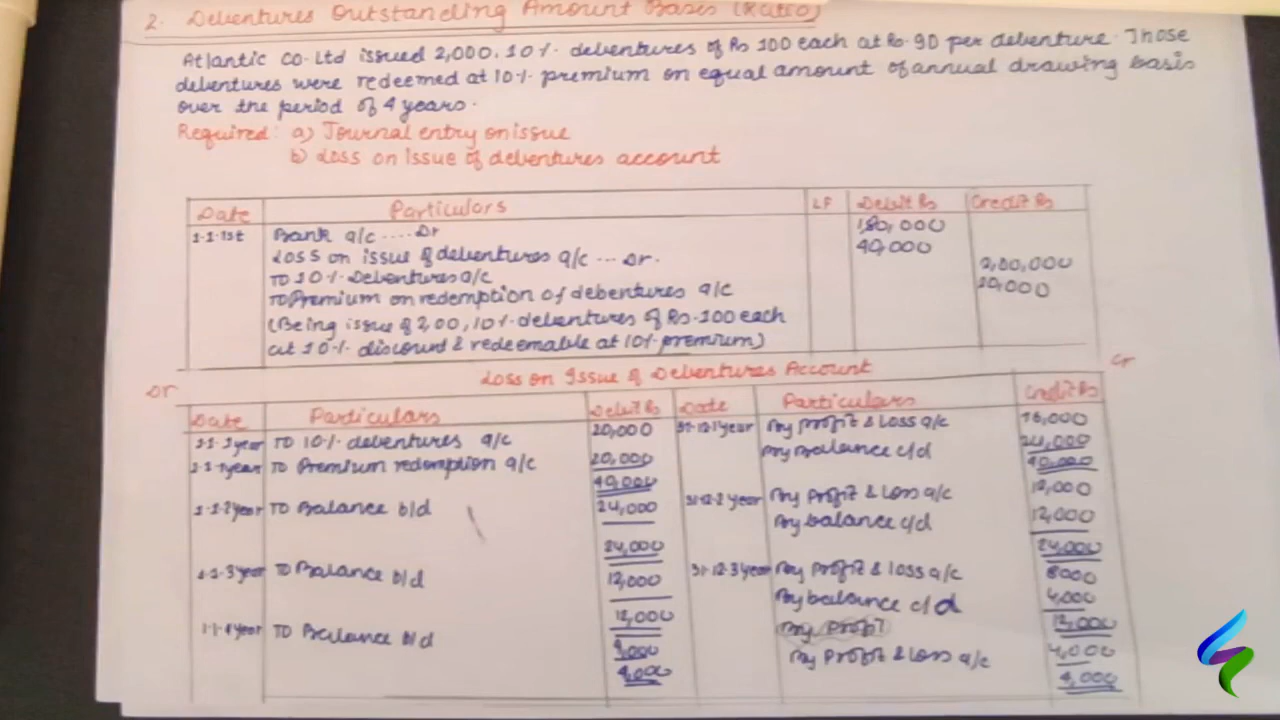 2. Debentures Outstanding Amount Basis (Ratio)
Atlantic Co. Ltd issued 2,000, 10% debentures of Rs 100 each at Rs. 90 per debenture. Those
debentures were redeemed at 10% premium on equal amount of annual drawing basis
over the period of 4 years.
Required: a) Journal entry on issue
b) Loss on issue of debentures account
Date Particulars LF Debit Rs Credit Rs
1-1-1st Bank a/c .... Dr 1,80,000
Loss on issue of debentures a/c ... Dr. 40,000
TO 10% Debentures a/c 2,00,000
TO Premium on redemption of debentures a/c 20,000
(Being issue of 2,00, 10% debentures of Rs. 100 each
at 10% discount & redeemable at 10% premium)
Dr Loss on Issue of Debentures Account Cr
Date Particulars Debit Rs Date Particulars Credit Rs
1-1-1year TO 10% debentures a/c 20,000 31-12-1year By Profit & Loss a/c 16,000
1-1-1year TO Premium redemption a/c 20,000 By Balance c/d 24,000
40,000 40,000
1-1-2year TO Balance b/d 24,000 31-12-2year By Profit & Loss a/c 12,000
By balance c/d 12,000
24,000 24,000
1-1-3year TO Balance b/d 12,000 31-12-3year By Profit & loss a/c 8000
By balance c/d 4,000
12,000 12,000
By Profit
1-1-4year TO Balance b/d By Profit & Loss a/c 4,000
4,000 4,000